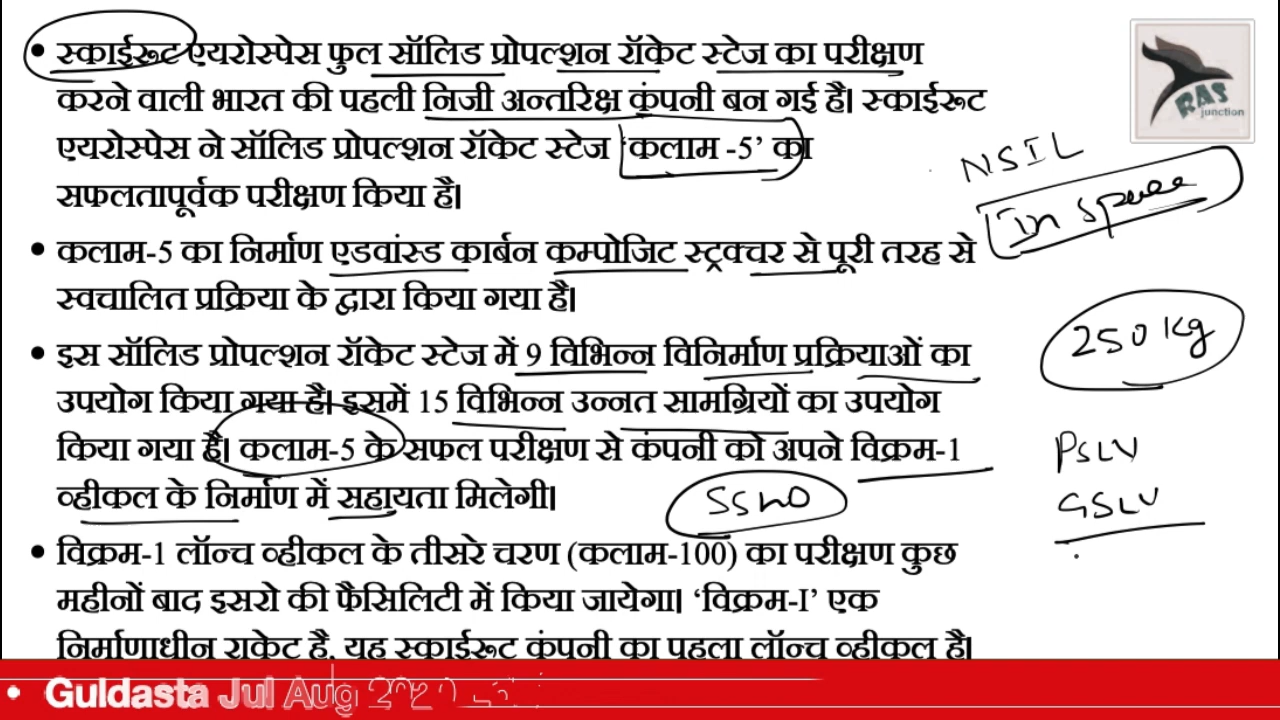 • स्काईरूट एयरोस्पेस फुल सॉलिड प्रोपल्शन रॉकेट स्टेज का परीक्षण
करने वाली भारत की पहली निजी अन्तरिक्ष कंपनी बन गई है। स्काईरूट
एयरोस्पेस ने सॉलिड प्रोपल्शन रॉकेट स्टेज 'कलाम -5' का
सफलतापूर्वक परीक्षण किया है।
RAS
junction
NSIL
In space
• कलाम-5 का निर्माण एडवांस्ड कार्बन कम्पोजिट स्ट्रक्चर से पूरी तरह से
स्वचालित प्रक्रिया के द्वारा किया गया है।
• इस सॉलिड प्रोपल्शन रॉकेट स्टेज में 9 विभिन्न विनिर्माण प्रक्रियाओं का
उपयोग किया गया है। इसमें 15 विभिन्न उन्नत सामग्रियों का उपयोग
किया गया है। कलाम-5 के सफल परीक्षण से कंपनी को अपने विक्रम-1
व्हीकल के निर्माण में सहायता मिलेगी।
250 kg
PSLV
GSLV
• विक्रम-1 लॉन्च व्हीकल के तीसरे चरण (कलाम-100) का परीक्षण कुछ
महीनों बाद इसरो की फैसिलिटी में किया जायेगा। 'विक्रम-I' एक
निर्माणाधीन राकेट है, यह स्काईरूट कंपनी का पहला लॉन्च व्हीकल है।
• Guldasta Jul Aug